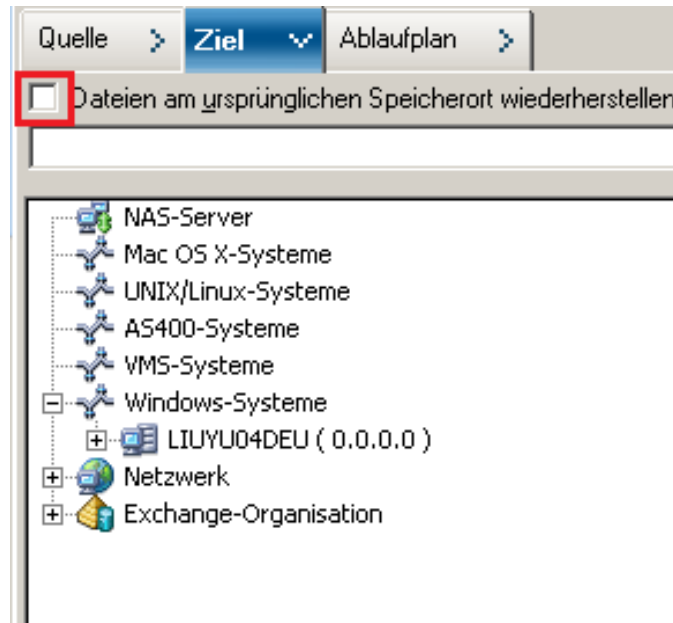 Quelle Ziel Ablaufplan
Dateien am ursprünglichen Speicherort wiederherstellen
NAS-Server
Mac OS X-Systeme
UNIX/Linux-Systeme
AS400-Systeme
VMS-Systeme
Windows-Systeme
LIUYU04DEU ( 0.0.0.0 )
Netzwerk
Exchange-Organisation